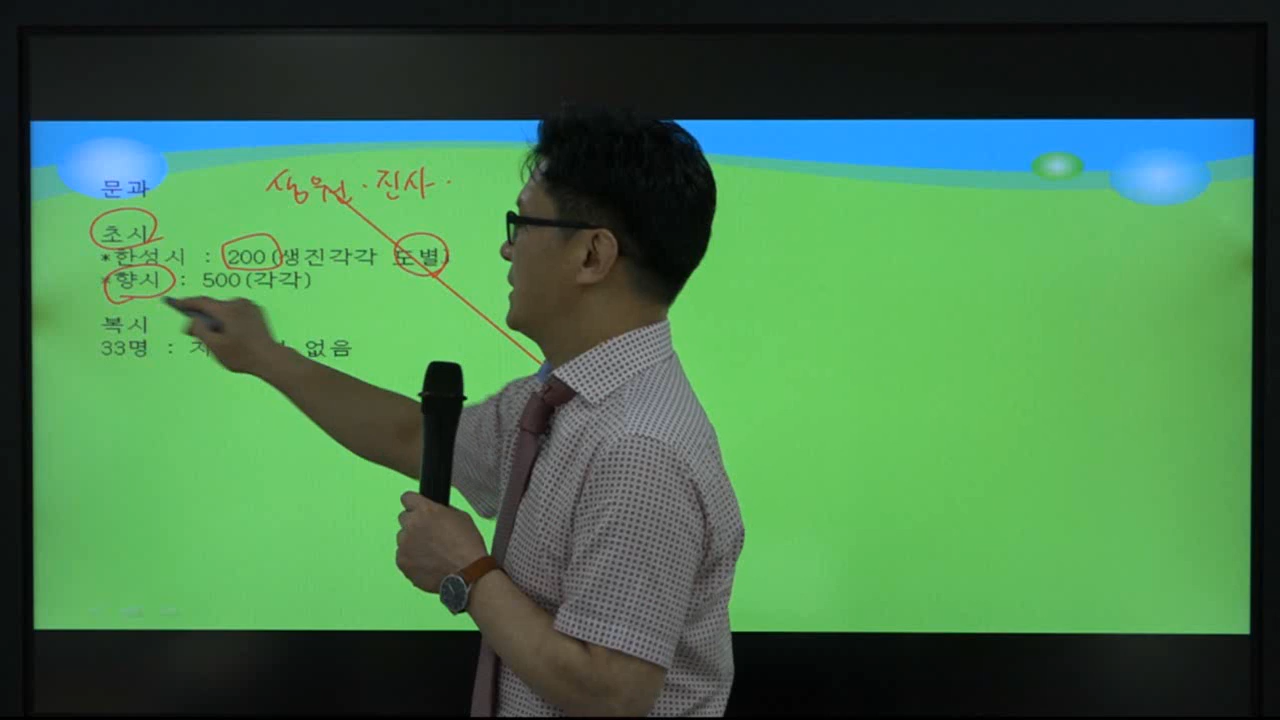 문과
생원·진사·
초시
*한성시 : 200(생진각각 도별)
*향시 : 500(각각)
복시
33명 : 없음